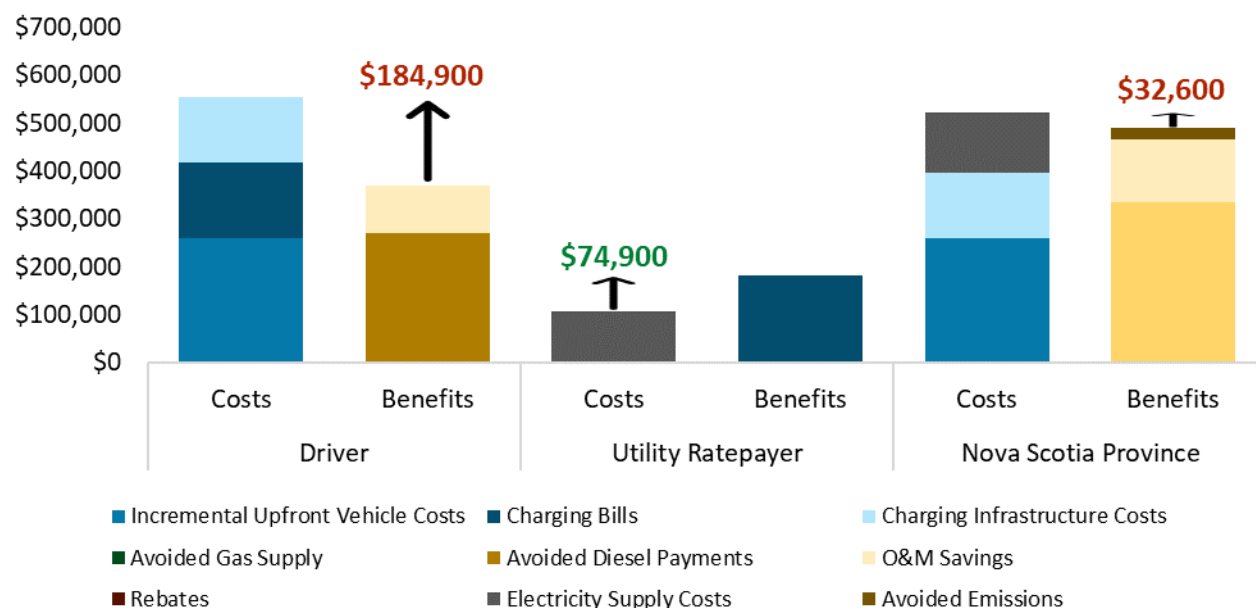 $700,000
$600,000
$500,000
$400,000
$300,000
$200,000
$100,000
$0
$184,900
$74,900
$32,600
Costs Benefits Costs Benefits Costs Benefits
Driver Utility Ratepayer Nova Scotia Province
Incremental Upfront Vehicle Costs Charging Bills Charging Infrastructure Costs
Avoided Gas Supply Avoided Diesel Payments O&M Savings
Rebates Electricity Supply Costs Avoided Emissions